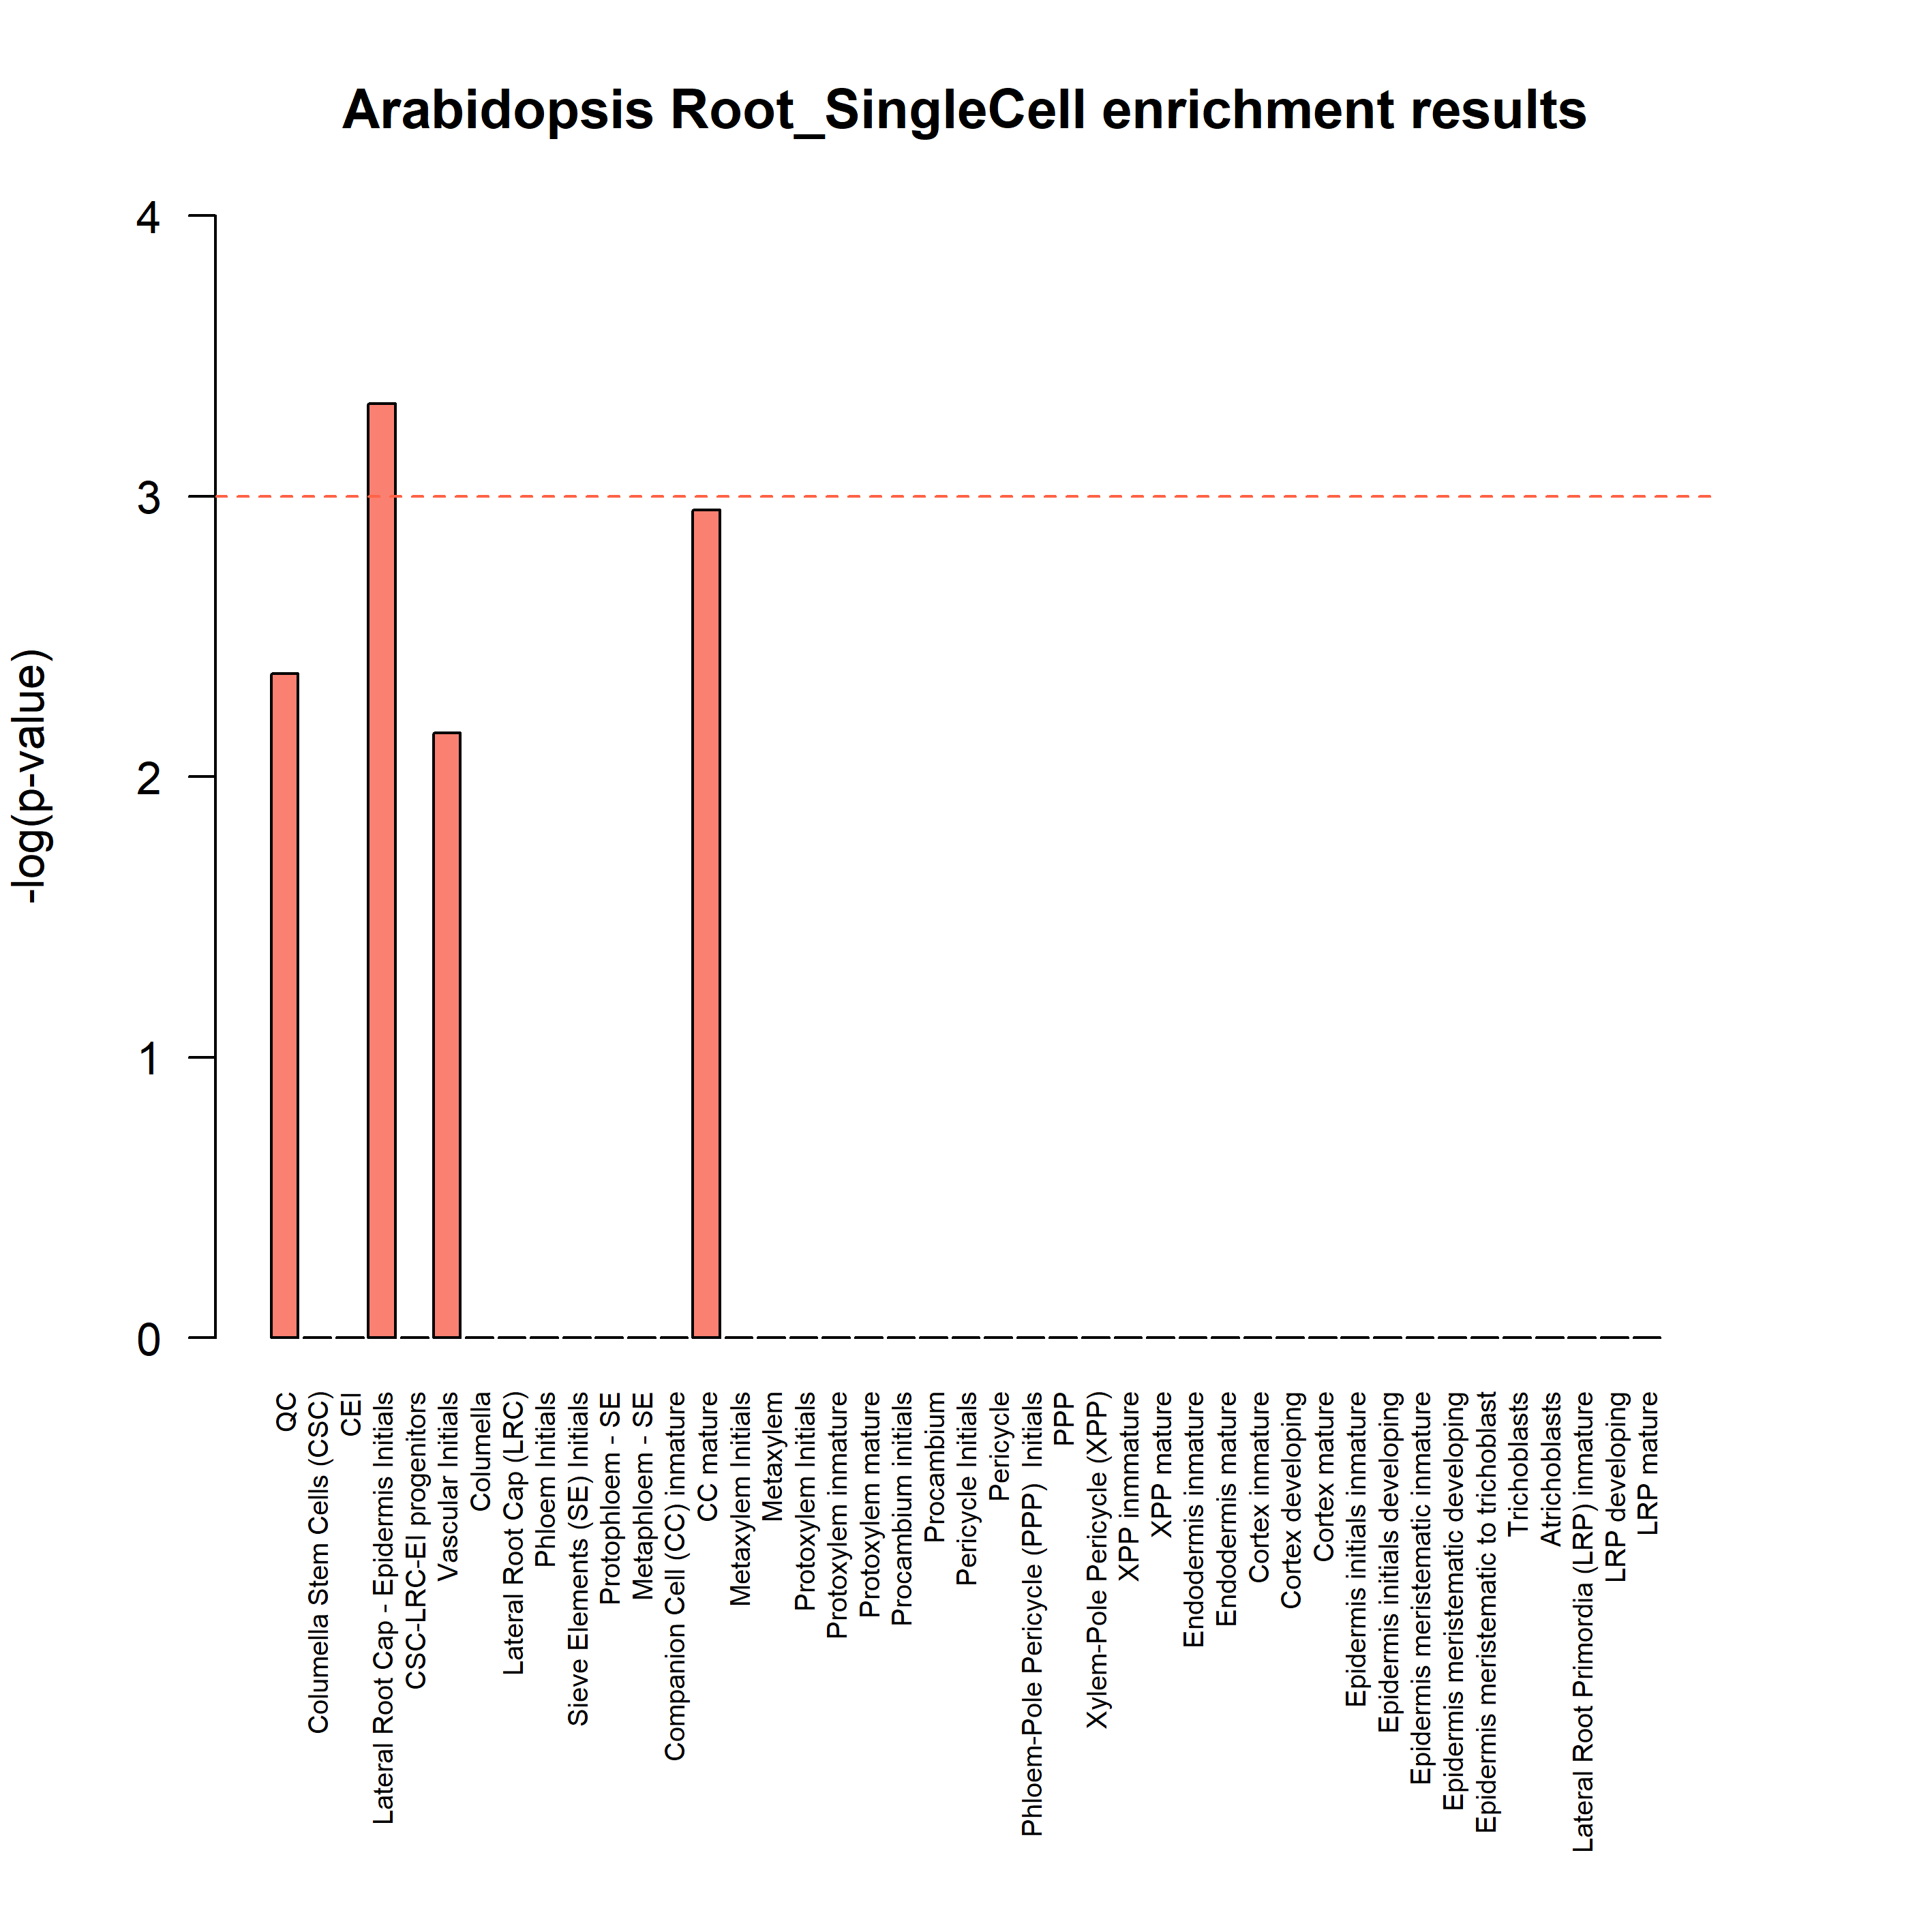 Arabidopsis Root_SingleCell enrichment results
4
3
2
1
0
-log(p-value)
QC
Columella Stem Cells (CSC)
CEI
Lateral Root Cap - Epidermis Initials
CSC-LRC-EI progenitors
Vascular Initials
Columella
Lateral Root Cap (LRC)
Phloem Initials
Sieve Elements (SE) Initials
Protophloem - SE
Metaphloem - SE
Companion Cell (CC) inmature
CC mature
Metaxylem Initials
Metaxylem
Protoxylem Initials
Protoxylem inmature
Protoxylem mature
Procambium initials
Procambium
Pericycle Initials
Pericycle
Phloem-Pole Pericycle (PPP)  Initials
PPP
Xylem-Pole Pericycle (XPP)
XPP inmmature
XPP mature
Endodermis inmature
Endodermis mature
Cortex inmature
Cortex developing
Cortex mature
Epidermis initials inmature
Epidermis initials developing
Epidermis meristematic inmature
Epidermis meristematic developing
Epidermis meristematic to trichoblast
Trichoblasts
Atrichoblasts
Lateral Root Primordia (LRP) inmature
LRP developing
LRP mature